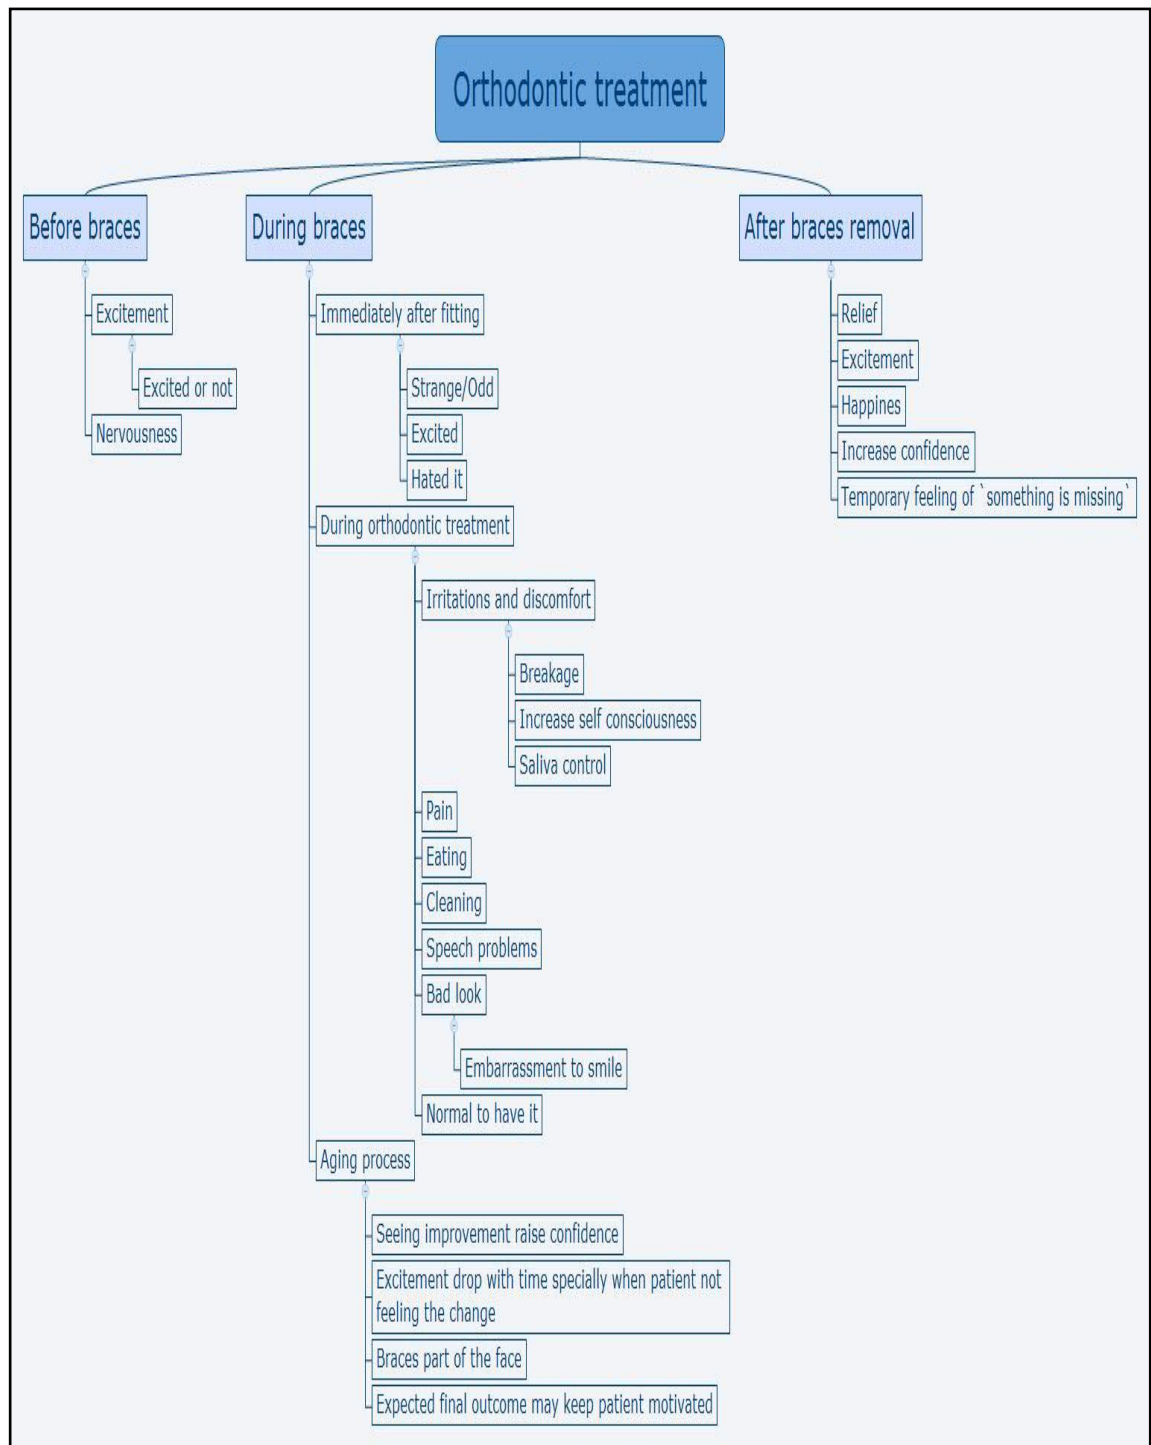 Orthodontic treatment
Before braces
Excitement
Excited or not
Nervousness
During braces
Immediately after fitting
Strange/Odd
Excited
Hated it
During orthodontic treatment
Irritations and discomfort
Breakage
Increase self consciousness
Saliva control
Pain
Eating
Cleaning
Speech problems
Bad look
Embarrassment to smile
Normal to have it
Aging process
Seeing improvement raise confidence
Excitement drop with time specially when patient not
feeling the change
Braces part of the face
Expected final outcome may keep patient motivated
After braces removal
Relief
Excitement
Happines
Increase confidence
Temporary feeling of `something is missing`